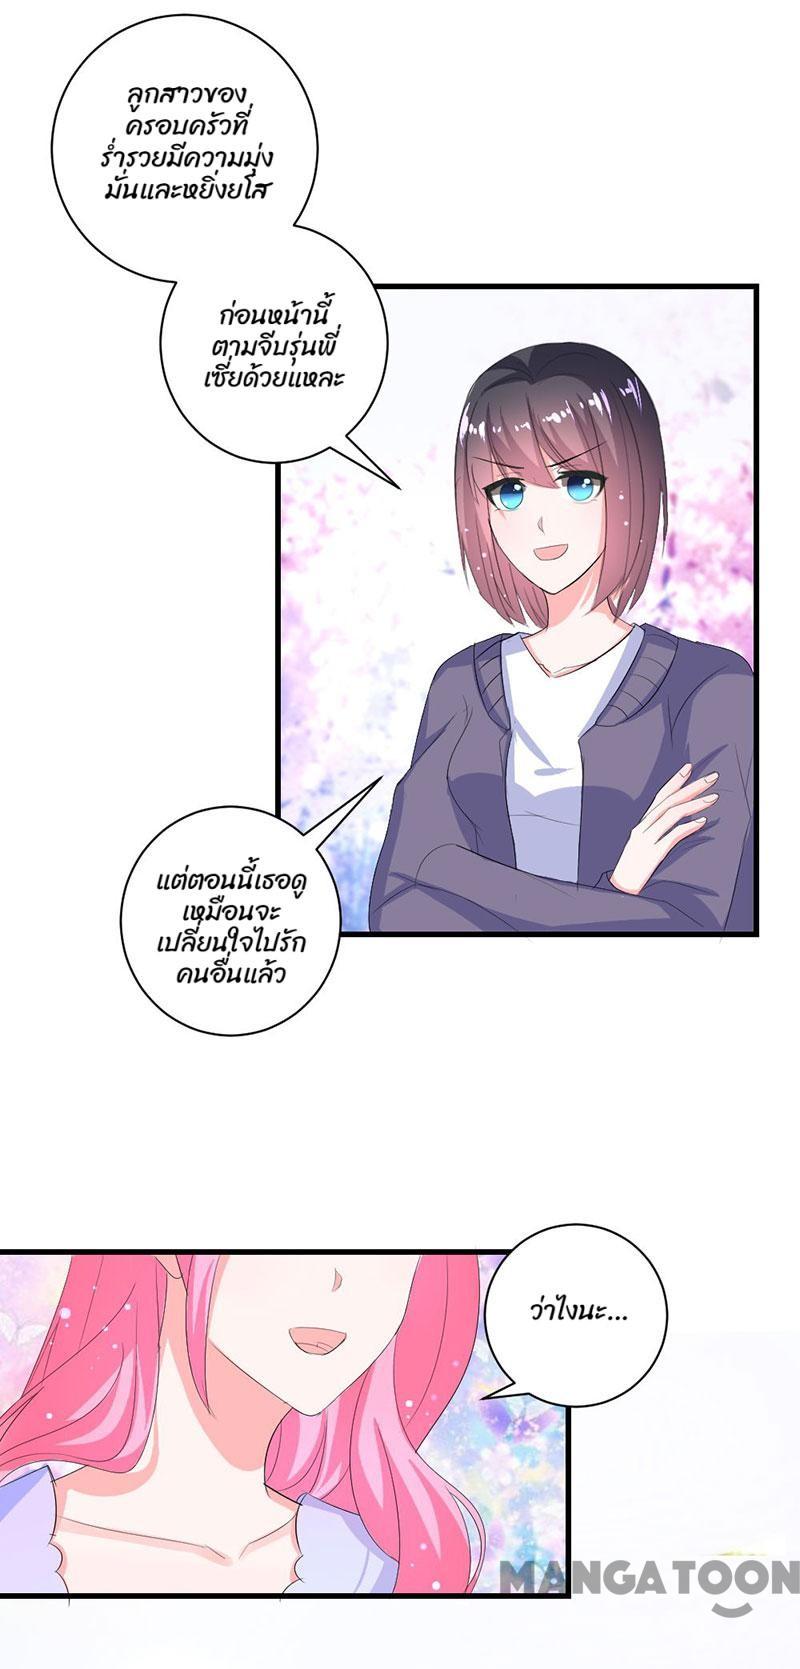 ลูกสาวของ
ครอบครัวที่
ร่ำรวยมีความมุ่ง
มั่นและหยิ่งยโส
ก่อนหน้านี้
ตามจีบรุ่นพี่
เซี่ยด้วยแหละ
แต่ตอนนี้เธอดู
เหมือนจะ
เปลี่ยนใจไปรัก
คนอื่นแล้ว
ว่าไงนะ...
MANGATOON